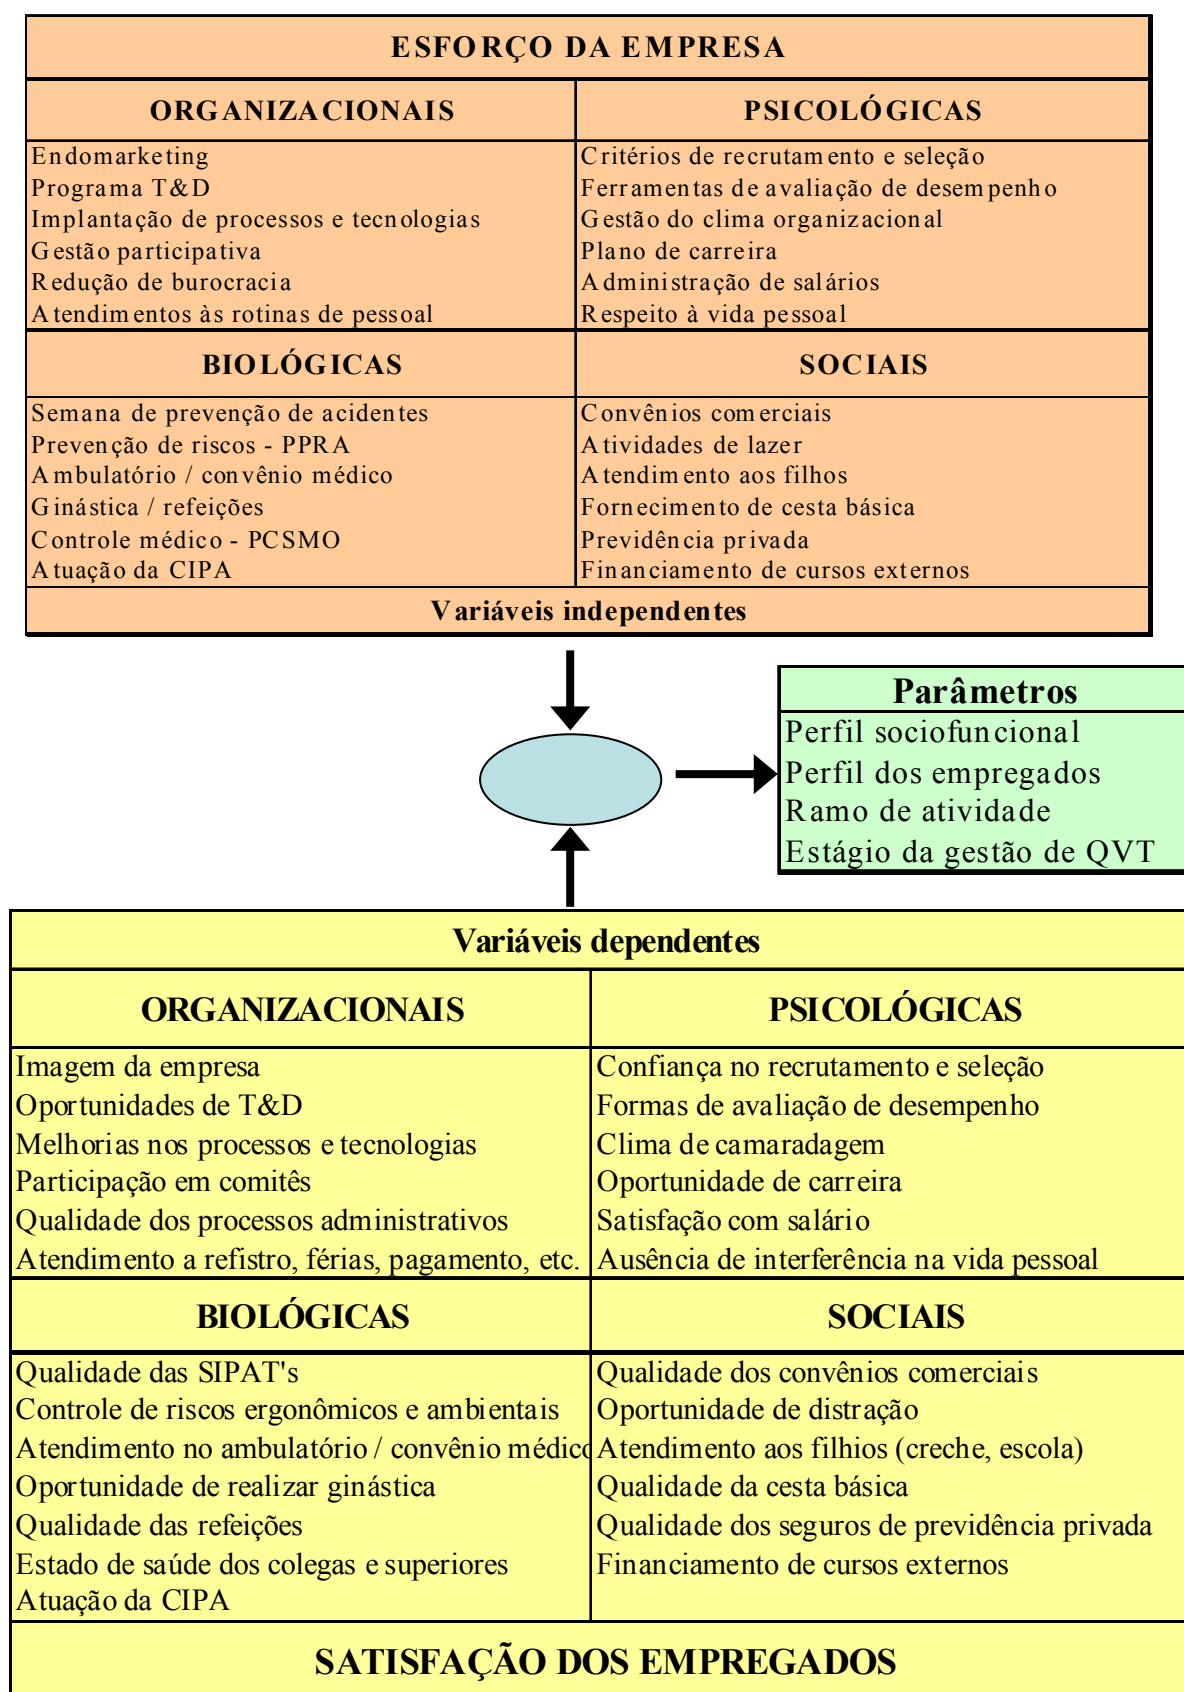 ESFORÇO DA EMPRESA
ORGANIZACIONAIS
Endomarketing
Programa T&D
Implantação de processos e tecnologias
Gestão participativa
Redução de burocracia
Atendimentos às rotinas de pessoal
PSICOLÓGICAS
Critérios de recrutamento e seleção
Ferramentas de avaliação de desempenho
Gestão do clima organizacional
Plano de carreira
Administração de salários
Respeito à vida pessoal
BIOLÓGICAS
Semana de prevenção de acidentes
Prevenção de riscos - PPRA
Ambulatório / convênio médico
Ginástica / refeições
Controle médico - PCSMO
Atuação da CIPA
SOCIAIS
Convênios comerciais
Atividades de lazer
Atendimento aos filhos
Fornecimento de cesta básica
Previdência privada
Financiamento de cursos externos
Variáveis independentes
Parâmetros
Perfil sociofuncional
Perfil dos empregados
Ramo de atividade
Estágio da gestão de QVT
Variáveis dependentes
ORGANIZACIONAIS
Imagem da empresa
Oportunidades de T&D
Melhorias nos processos e tecnologias
Participação em comitês
Qualidade dos processos administrativos
Atendimento a refistro, férias, pagamento, etc.
PSICOLÓGICAS
Confiança no recrutamento e seleção
Formas de avaliação de desempenho
Clima de camaradagem
Oportunidade de carreira
Satisfação com salário
Ausência de interferência na vida pessoal
BIOLÓGICAS
Qualidade das SIPAT's
Controle de riscos ergonômicos e ambientais
Atendimento no ambulatório / convênio médico
Oportunidade de realizar ginástica
Qualidade das refeições
Estado de saúde dos colegas e superiores
Atuação da CIPA
SOCIAIS
Qualidade dos convênios comerciais
Oportunidade de distração
Atendimento aos filhios (creche, escola)
Qualidade da cesta básica
Qualidade dos seguros de previdência privada
Financiamento de cursos externos
SATISFAÇÃO DOS EMPREGADOS